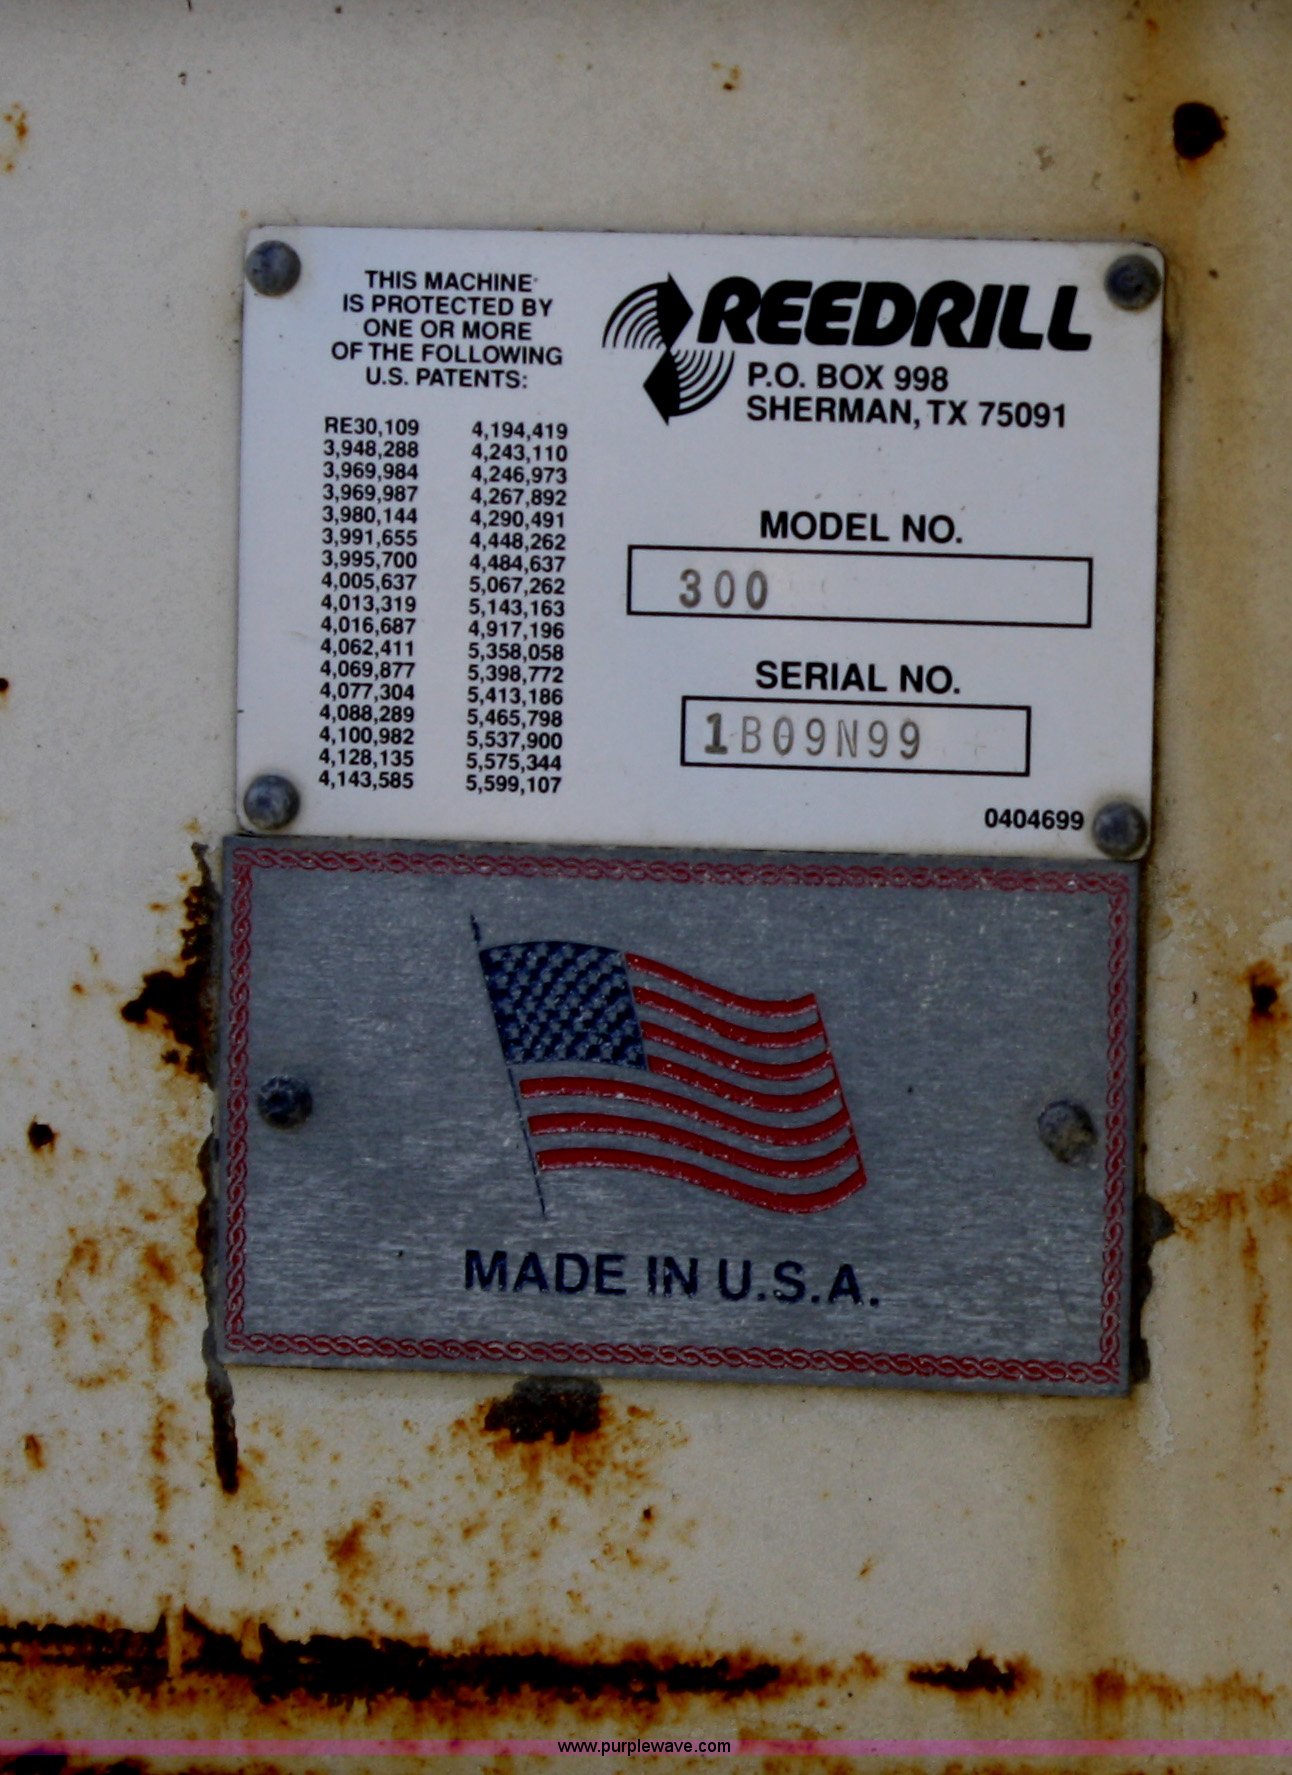 THIS MACHINE
IS PROTECTED BY
ONE OR MORE
OF THE FOLLOWING
U.S. PATENTS:
RE30,109
3,948,288
3,969,984
3,969,987
3,980,144
3,991,655
3,995,700
4,005,637
4,013,319
4,016,687
4,062,411
4,069,877
4,077,304
4,088,289
4,100,982
4,128,135
4,143,585
4,194,419
4,243,110
4,246,973
4,267,892
4,290,491
4,448,262
4,484,637
5,067,262
5,143,163
4,917,196
5,358,058
5,398,772
5,413,186
5,465,798
5,537,900
5,575,344
5,599,107
REEDRILL
P.O. BOX 998
SHERMAN, TX 75091
MODEL NO.
300
SERIAL NO.
1B09N99
0404699
MADE IN U.S.A.
www.purplewave.com